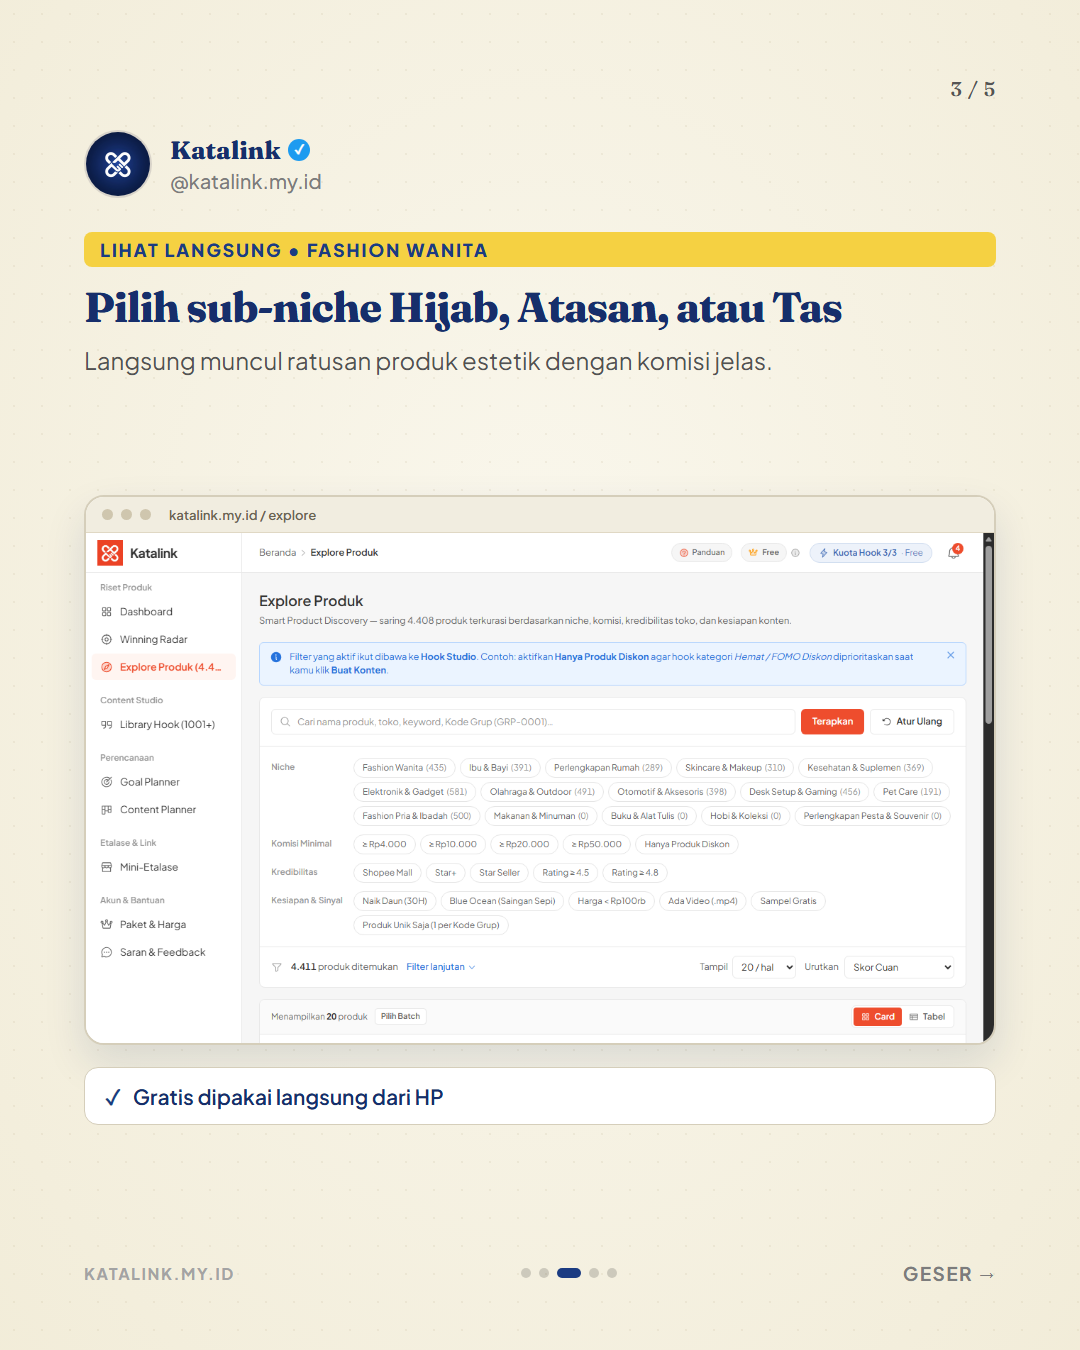 3 / 5
Katalink
@katalink.my.id
LIHAT LANGSUNG ● FASHION WANITA
Pilih sub-niche Hijab, Atasan, atau Tas
Langsung muncul ratusan produk estetik dengan komisi jelas.
katalink.my.id / explore
Katalink
Beranda > Explore Produk
Panduan
Free
Kuota Hook 3/3 · Free
4
Riset Produk
Dashboard
Winning Radar
Explore Produk (4.4...
Content Studio
Library Hook (1001+)
Perencanaan
Goal Planner
Content Planner
Etalase & Link
Mini-Etalase
Akun & Bantuan
Paket & Harga
Saran & Feedback
Explore Produk
Smart Product Discovery — saring 4.408 produk terkurasi berdasarkan niche, komisi, kredibilitas toko, dan kesiapan konten.
Filter yang aktif ikut dibawa ke Hook Studio. Contoh: aktifkan Hanya Produk Diskon agar hook kategori Hemat / FOMO Diskon diprioritaskan saat
kamu klik Buat Konten.
Cari nama produk, toko, keyword, Kode Grup (GRP-0001)...
Terapkan
Atur Ulang
Niche
Fashion Wanita (435) Ibu & Bayi (391) Perlengkapan Rumah (289) Skincare & Makeup (310) Kesehatan & Suplemen (369)
Elektronik & Gadget (581) Olahraga & Outdoor (491) Otomotif & Aksesoris (398) Desk Setup & Gaming (456) Pet Care (191)
Fashion Pria & Ibadah (500) Makanan & Minuman (0) Buku & Alat Tulis (0) Hobi & Koleksi (0) Perlengkapan Pesta & Souvenir (0)
Komisi Minimal ≥ Rp4.000 ≥ Rp10.000 ≥ Rp20.000 ≥ Rp50.000 Hanya Produk Diskon
Kredibilitas Shopee Mall Star+ Star Seller Rating ≥ 4.5 Rating ≥ 4.8
Kesiapan & Sinyal Naik Daun (30H) Blue Ocean (Saingan Sepi) Harga < Rp100rb Ada Video (.mp4) Sampel Gratis
Produk Unik Saja (1 per Kode Grup)
4.411 produk ditemukan Filter lanjutan Tampil 20 / hal Urutkan Skor Cuan
Menampilkan 20 produk Pilih Batch Card Tabel
✓ Gratis dipakai langsung dari HP
KATALINK.MY.ID
GESER →